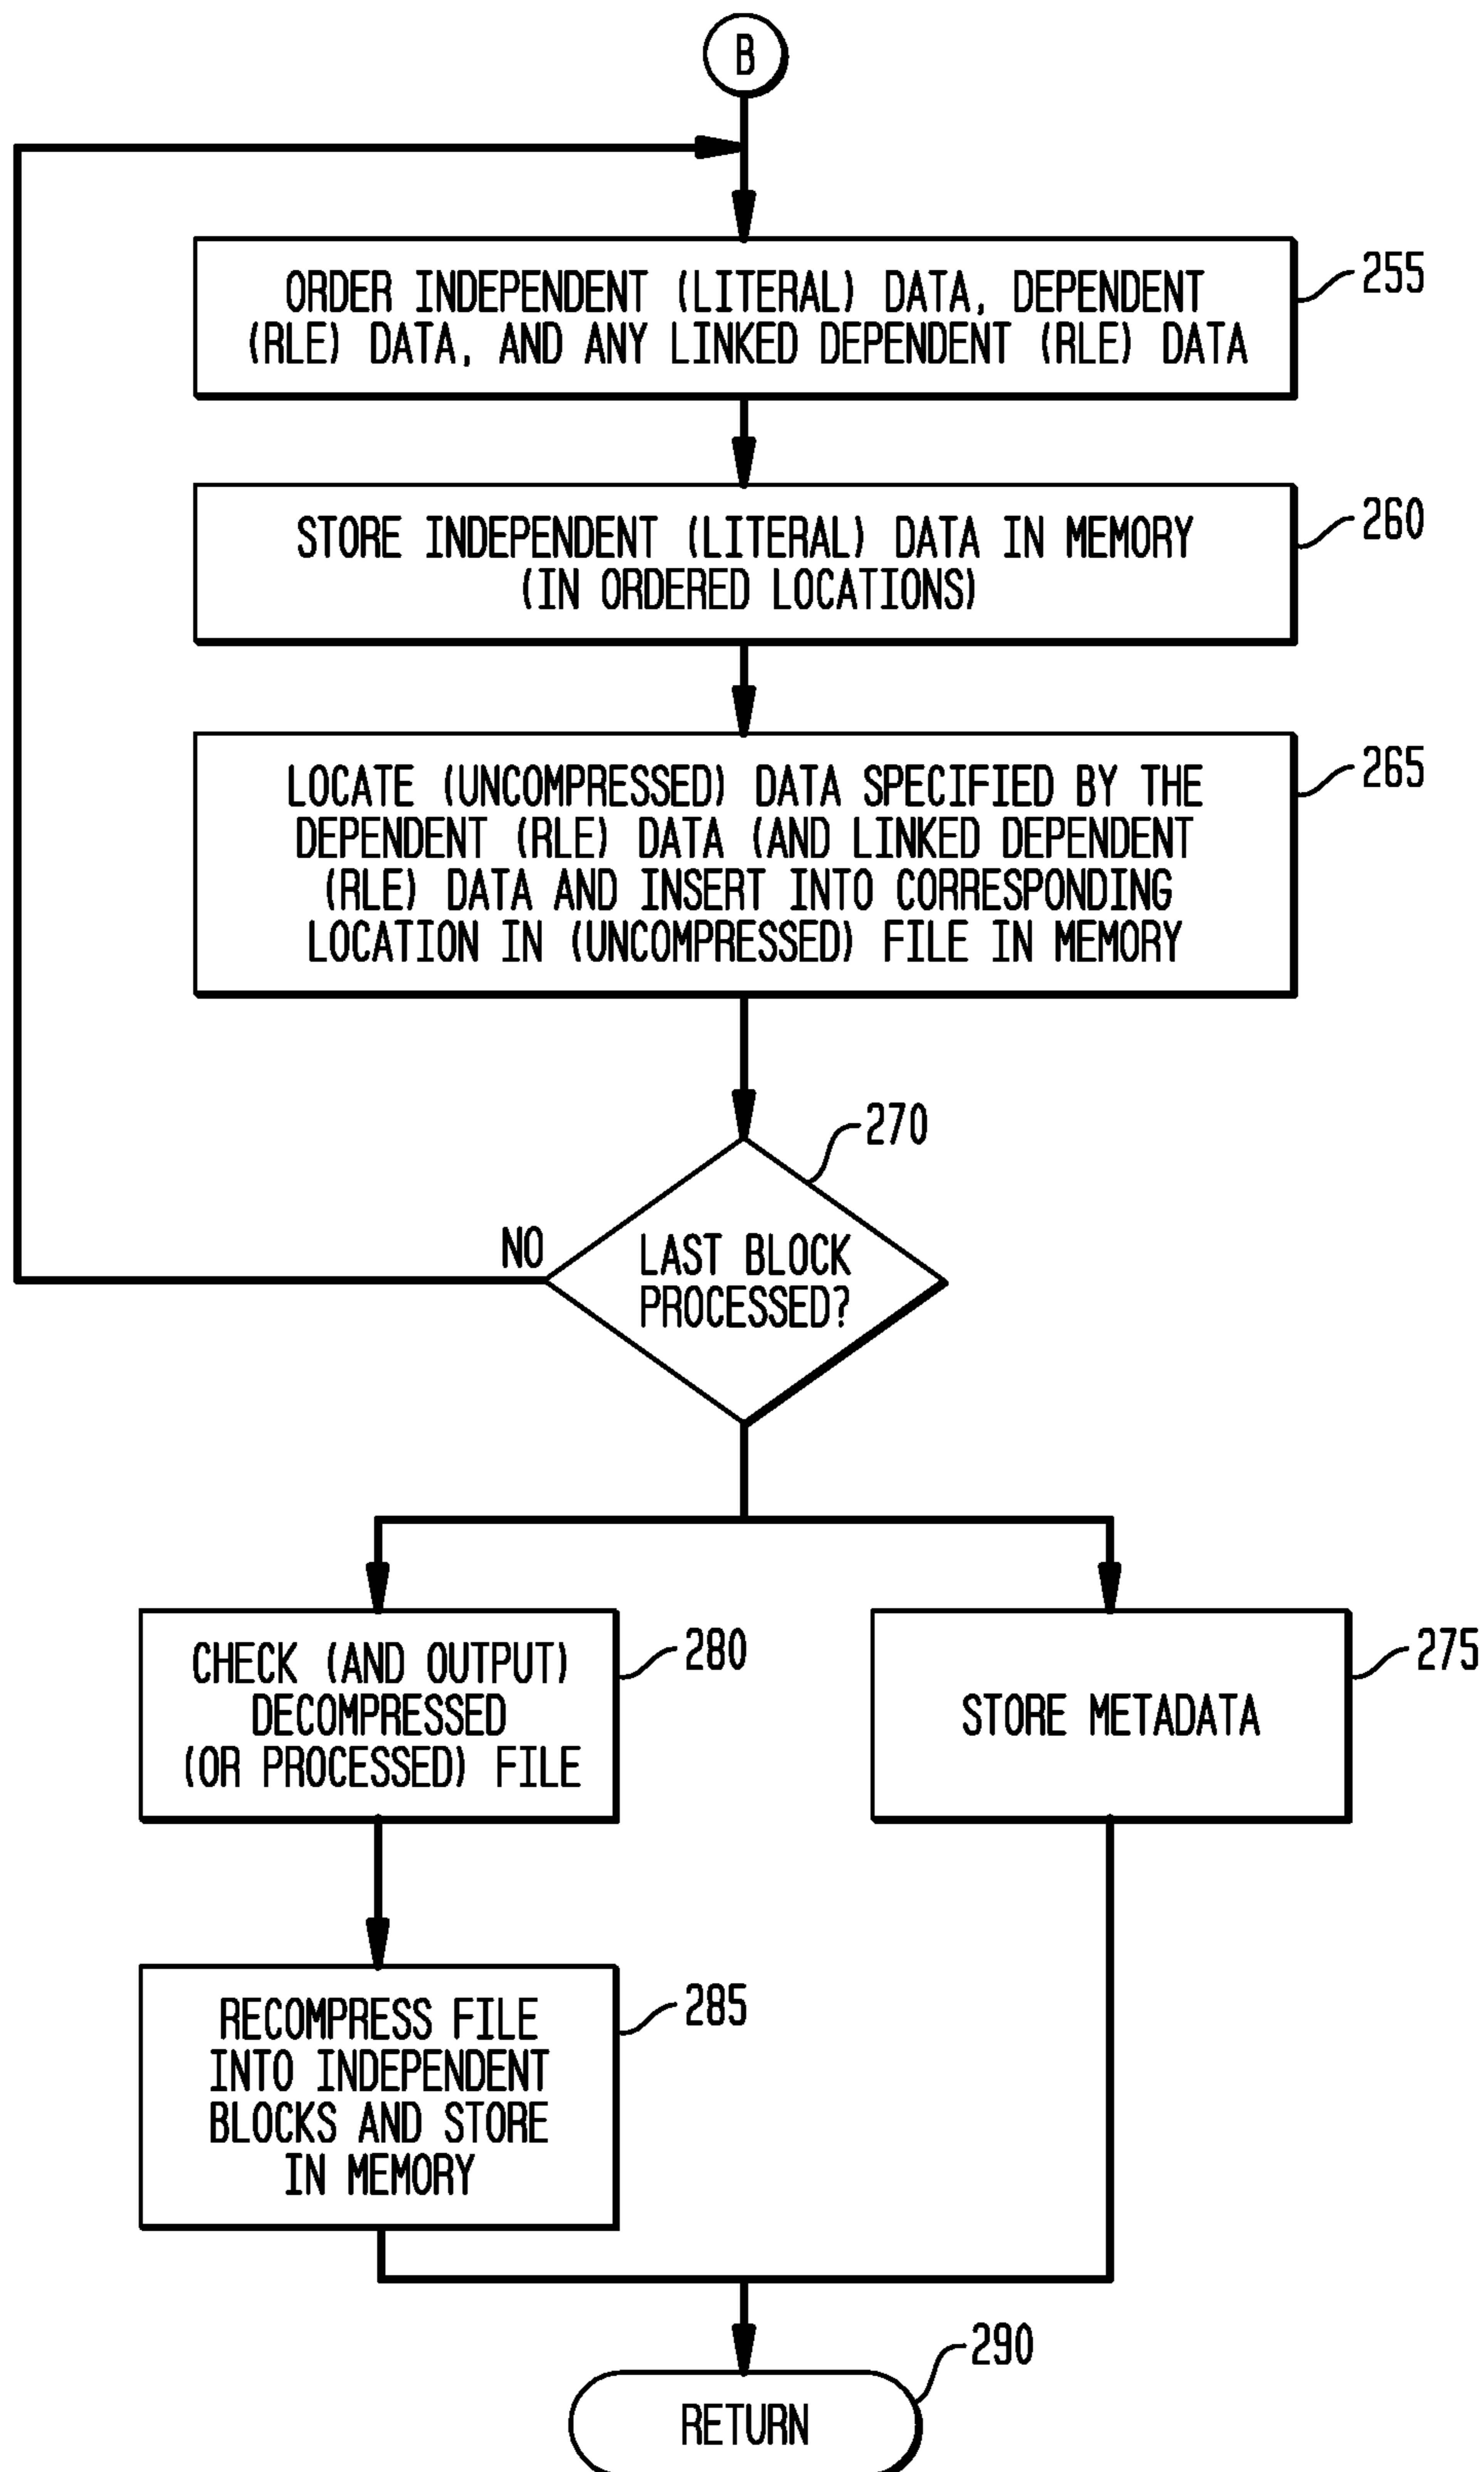 B
ORDER INDEPENDENT (LITERAL) DATA, DEPENDENT
(RLE) DATA, AND ANY LINKED DEPENDENT (RLE) DATA
255
STORE INDEPENDENT (LITERAL) DATA IN MEMORY
(IN ORDERED LOCATIONS)
260
LOCATE (UNCOMPRESSED) DATA SPECIFIED BY THE
DEPENDENT (RLE) DATA (AND LINKED DEPENDENT
(RLE) DATA AND INSERT INTO CORRESPONDING
LOCATION IN (UNCOMPRESSED) FILE IN MEMORY
265
270
NO
LAST BLOCK
PROCESSED?
CHECK (AND OUTPUT)
DECOMPRESSED
(OR PROCESSED) FILE
280
STORE METADATA
275
RECOMPRESS FILE
INTO INDEPENDENT
BLOCKS AND STORE
IN MEMORY
285
290
RETURN